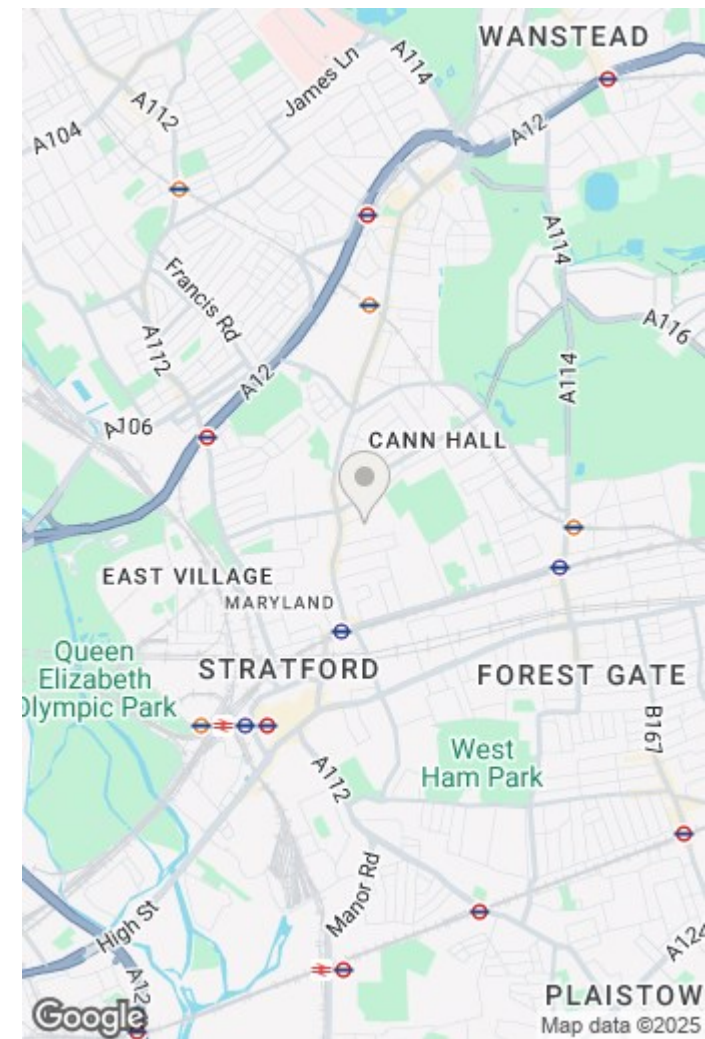 WANSTEAD
A114
James Ln
A112
A104
A12
A114
Francis Rd
A116
A112
A12
A114
A106
CANN HALL
EAST VILLAGE
MARYLAND
Queen
Elizabeth
Olympic Park
STRATFORD
FOREST GATE
B167
West
Ham Park
A112
Manor Rd
High St
A124
A12
PLAISTOW
Google
Map data ©2025